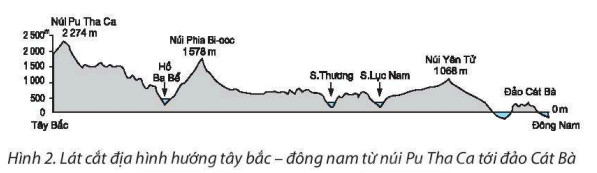 Núi Pu Tha Ca
2 274 m
2 500 m
2 000
1 500
1 000
500
0
Núi Phia Bi-ooc
1 578 m
Hồ
Ba Bể
S.Thương
S.Lục Nam
Núi Yên Tử
1 068 m
Đảo Cát Bà
0 m
Tây Bắc
Đông Nam
Hình 2. Lát cắt địa hình hướng tây bắc – đông nam từ núi Pu Tha Ca tới đảo Cát Bà